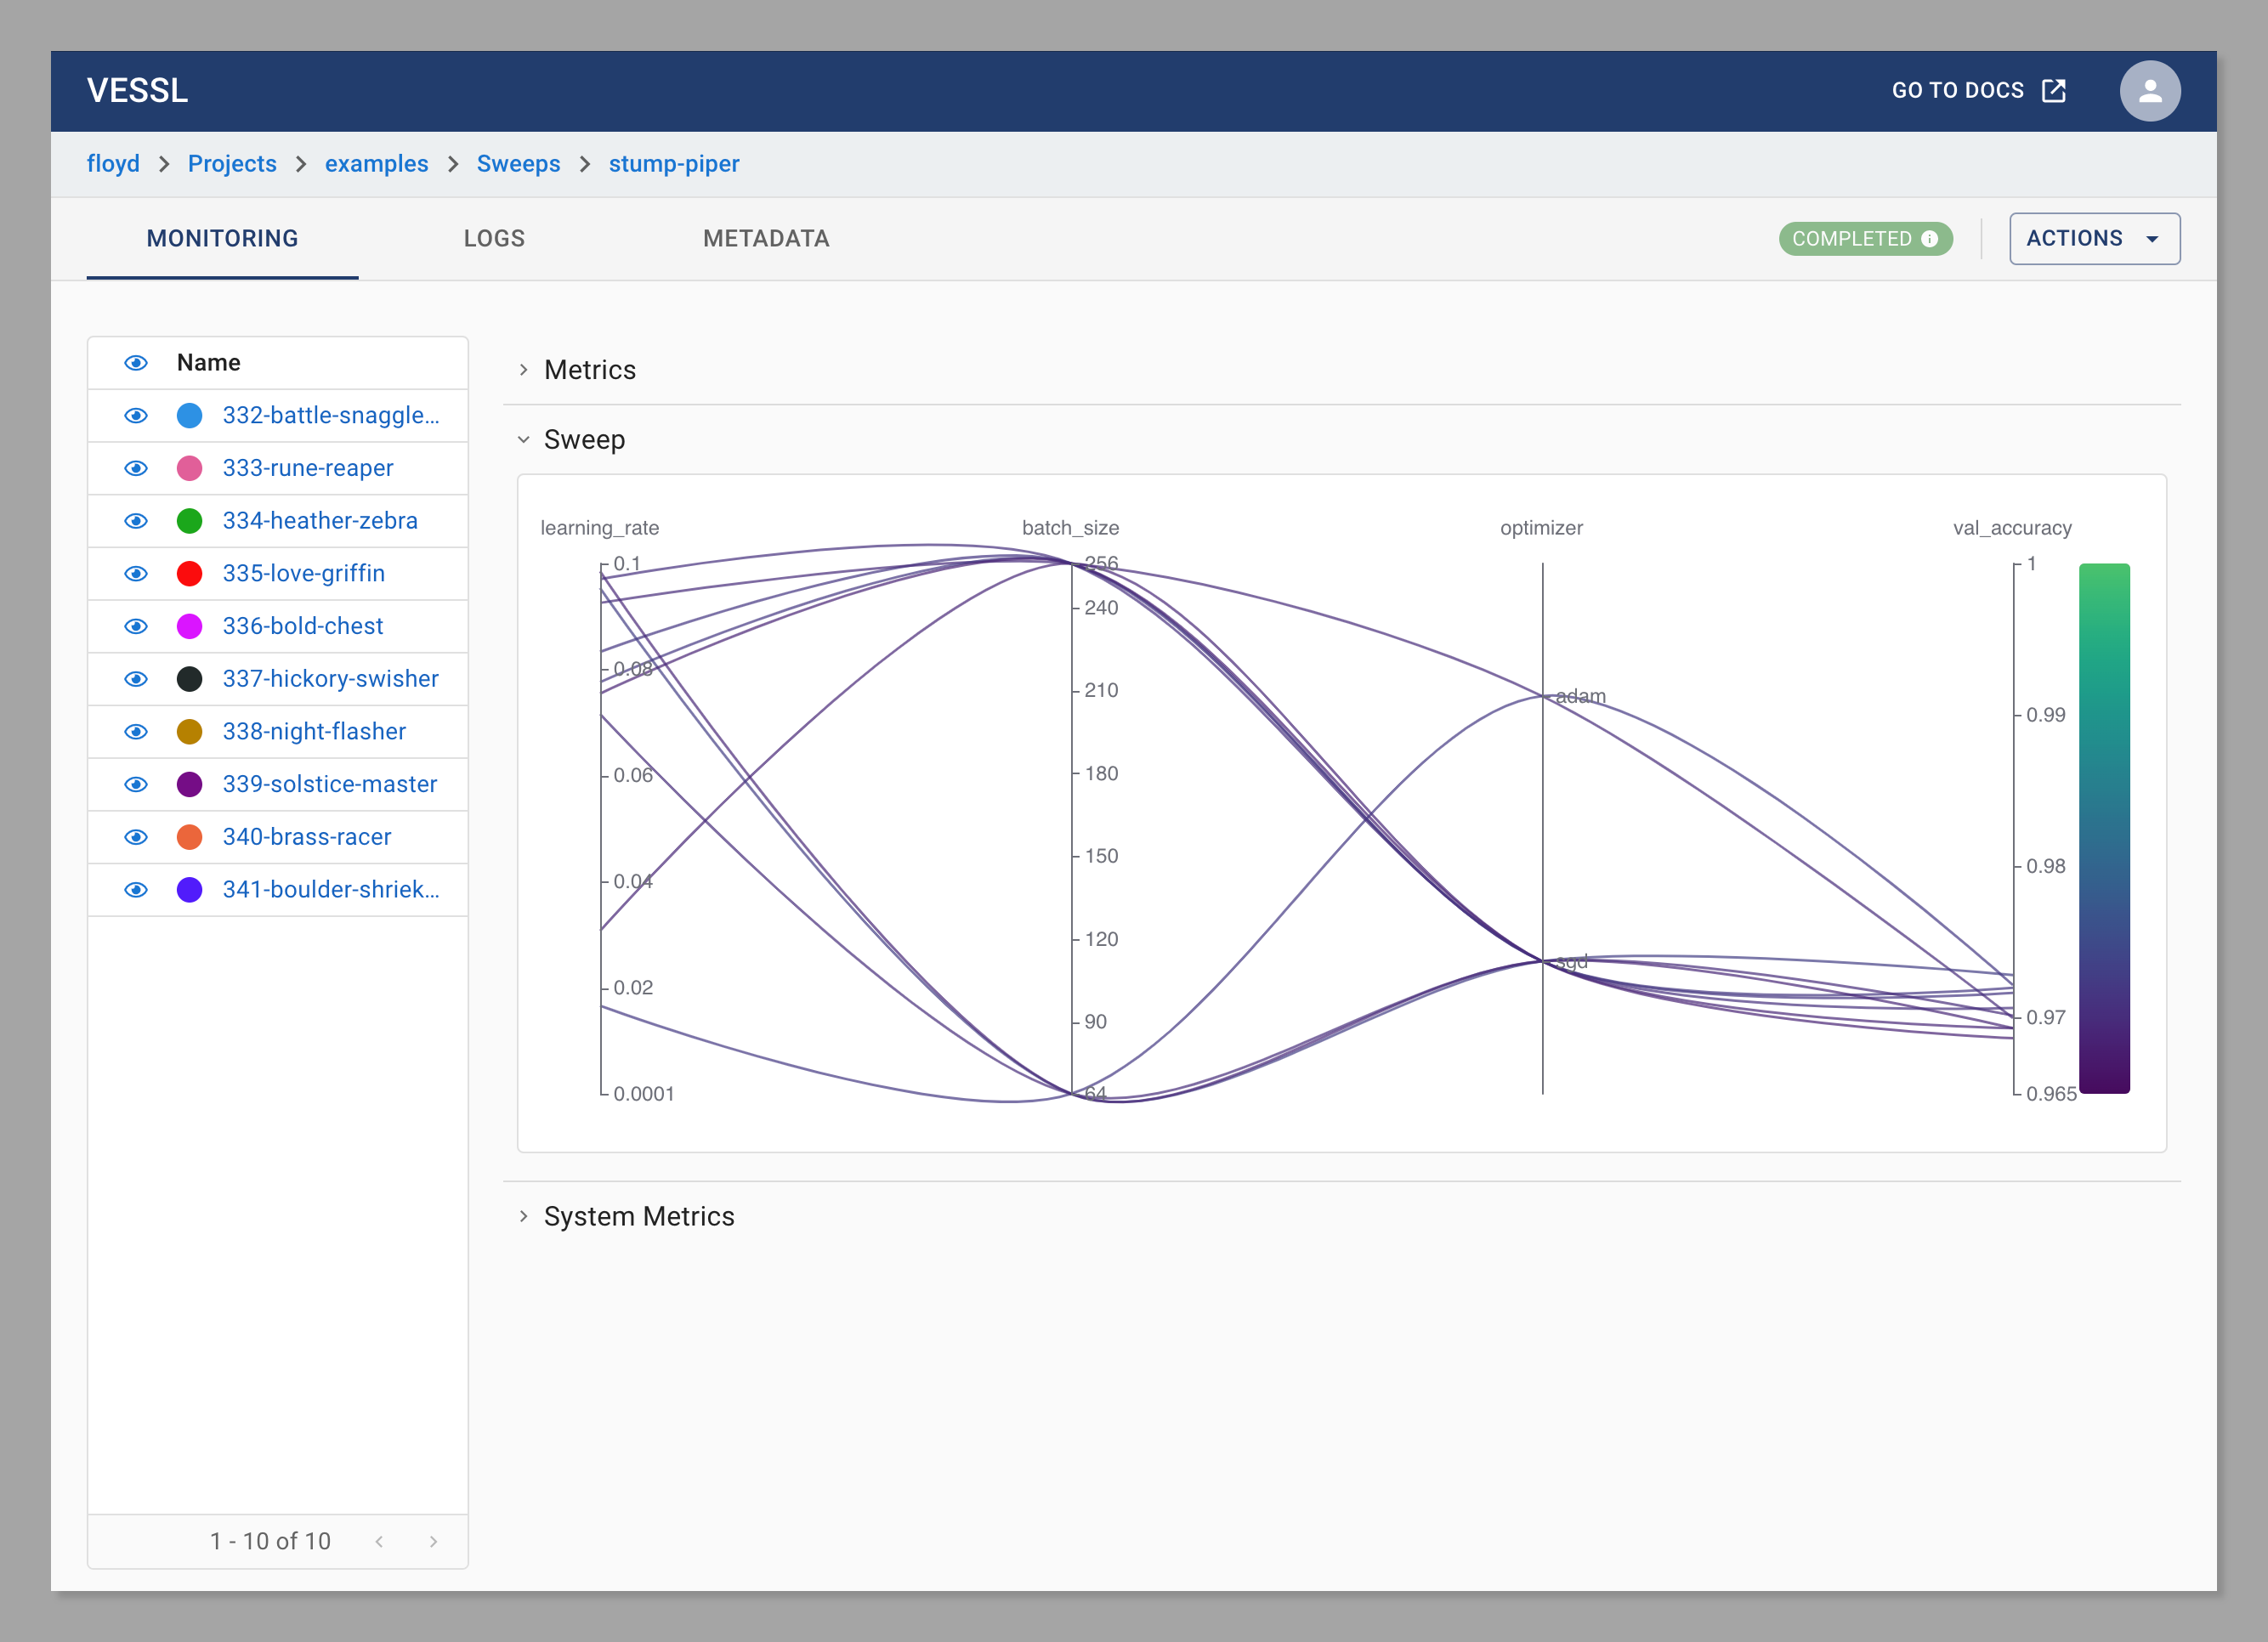 VESSL
GO TO DOCS
floyd > Projects > examples > Sweeps > stump-piper
MONITORING
LOGS
METADATA
COMPLETED
ACTIONS
Name
332-battle-snaggle...
333-rune-reaper
334-heather-zebra
335-love-griffin
336-bold-chest
337-hickory-swisher
338-night-flasher
339-solstice-master
340-brass-racer
341-boulder-shriek...
1 - 10 of 10
Metrics
Sweep
learning_rate
0.1
0.08
0.06
0.04
0.02
0.0001
batch_size
256
240
210
180
150
120
90
64
optimizer
adam
sgd
val_accuracy
1
0.99
0.98
0.97
0.965
System Metrics